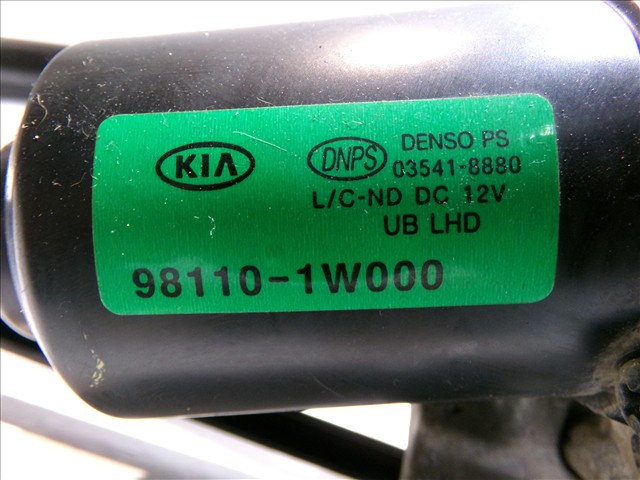 KIA
DNPS
DENSO PS
03541-8880
L/C-ND DC 12V
UB LHD
98110-1W000